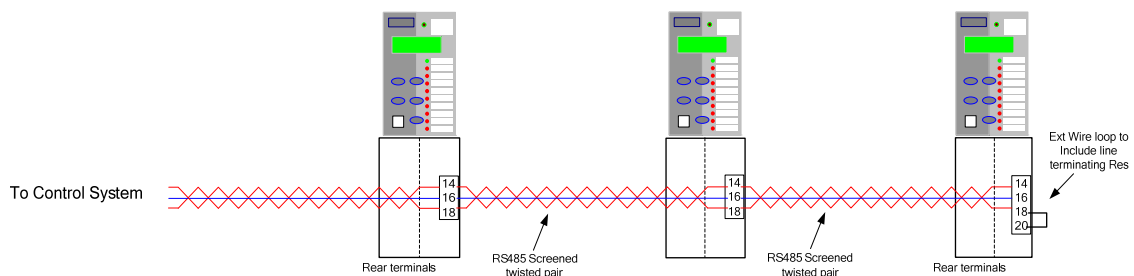 Ext Wire loop to
Include line
terminating Res
To Control System
14
16
18
14
16
18
14
16
18
20
RS485 Screened
twisted pair
RS485 Screened
twisted pair
Rear terminals
Rear terminals